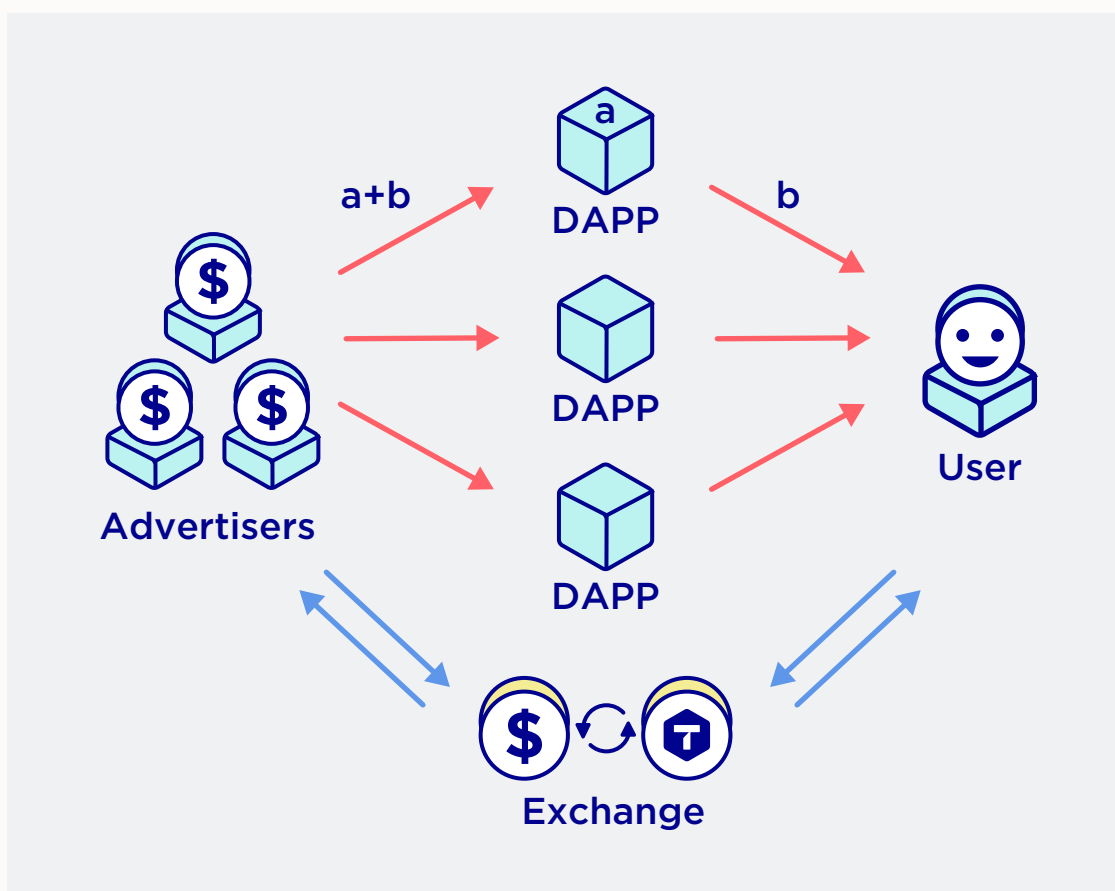 a
a+b
b
DAPP
$
DAPP
$
$
User
Advertisers
DAPP
$
T
Exchange